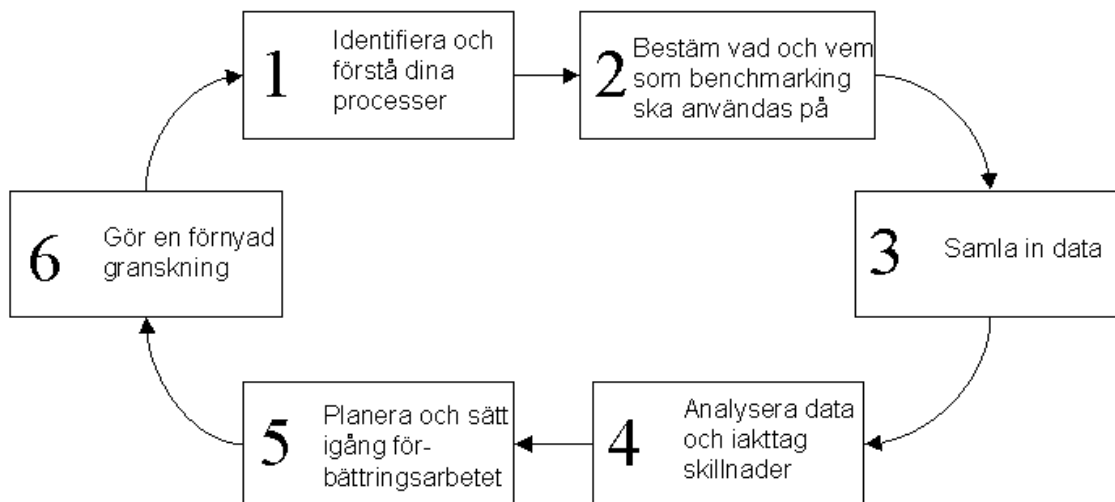 1
Identifiera och
förstå dina
processer
2
Bestäm vad och vem
som benchmarking
ska användas på
3
Samla in data
4
Analysera data
och iakttag
skillnader
5
Planera och sätt
igång för-
bättringsarbetet
6
Gör en förnyad
granskning